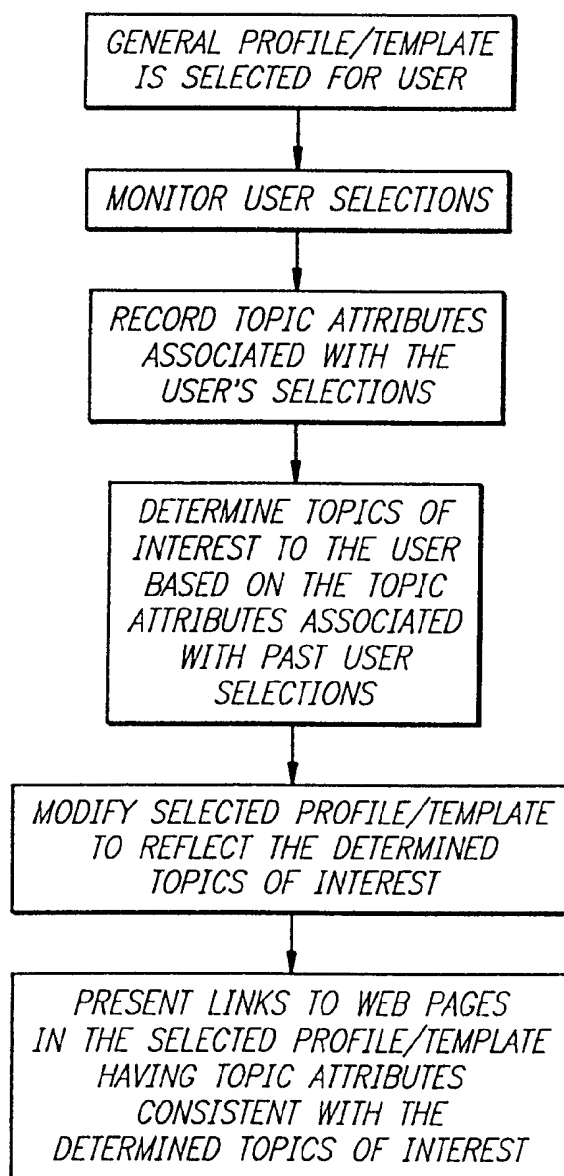 GENERAL PROFILE/TEMPLATE
IS SELECTED FOR USER
MONITOR USER SELECTIONS
RECORD TOPIC ATTRIBUTES
ASSOCIATED WITH THE
USER'S SELECTIONS
DETERMINE TOPICS OF
INTEREST TO THE USER
BASED ON THE TOPIC
ATTRIBUTES ASSOCIATED
WITH PAST USER
SELECTIONS
MODIFY SELECTED PROFILE/TEMPLATE
TO REFLECT THE DETERMINED
TOPICS OF INTEREST
PRESENT LINKS TO WEB PAGES
IN THE SELECTED PROFILE/TEMPLATE
HAVING TOPIC ATTRIBUTES
CONSISTENT WITH THE
DETERMINED TOPICS OF INTEREST